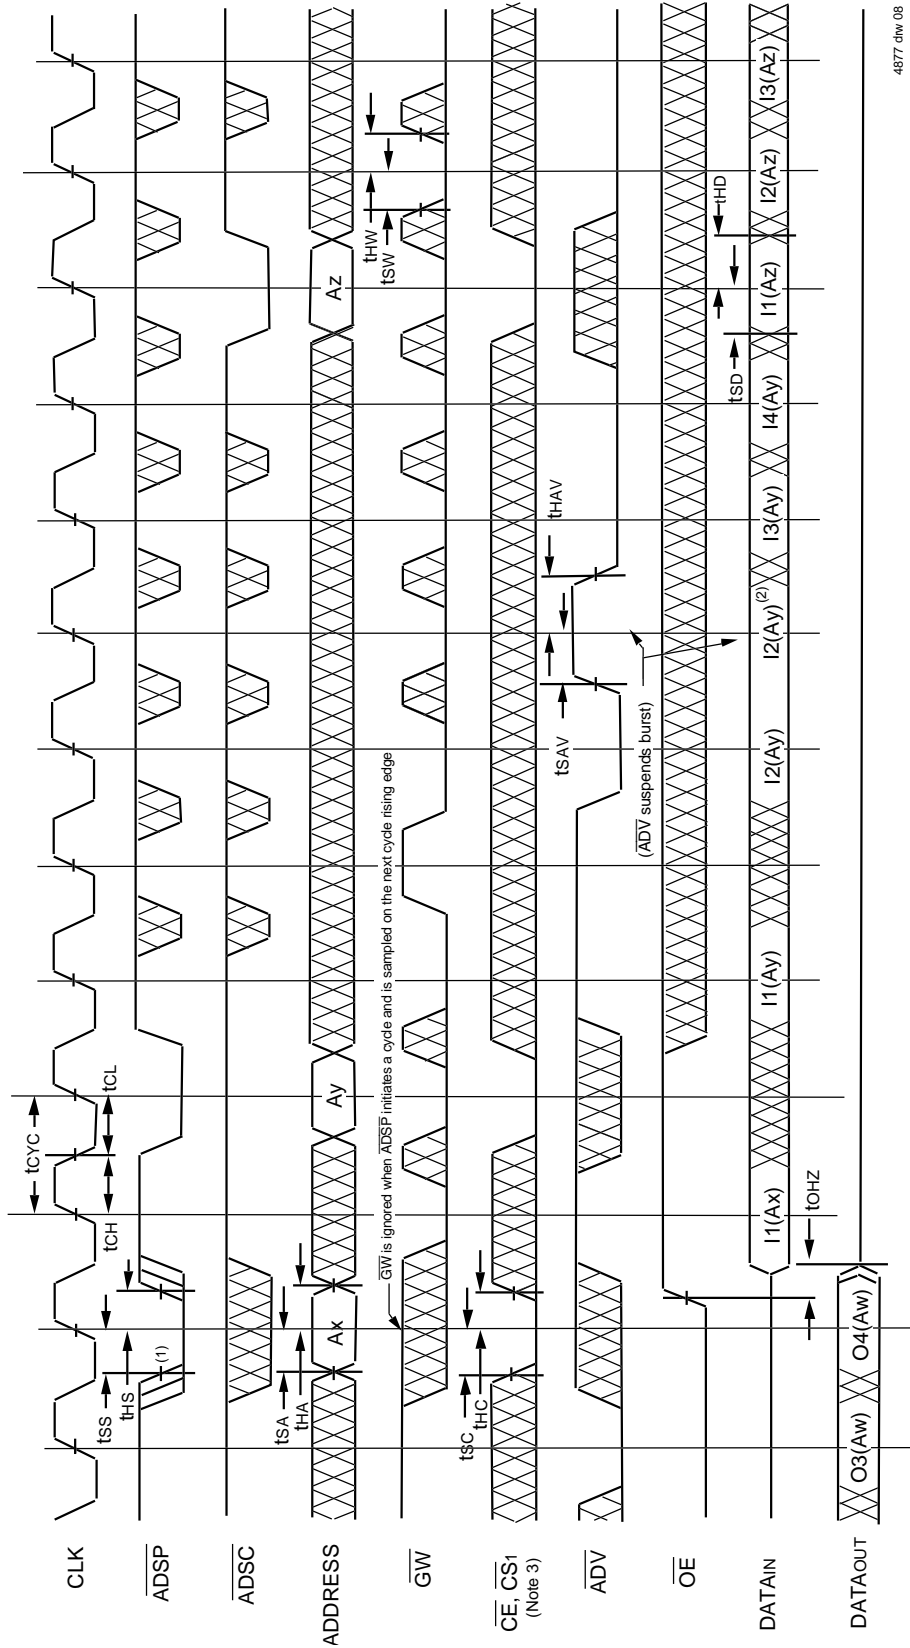 CLK
tCYC
tCH
tCL
tSS
tHS
(1)
ADSP
ADSC
ADDRESS
tSA
tHA
Ax
Ay
Az
GW is ignored when ADSP initiates a cycle and is sampled on the next cycle rising edge
tHW
tSW
GW
tSC
tHC
CE, CS1
(Note 3)
ADV
tSAV
tHAV
(ADV suspends burst)
OE
tSD
tHD
DATAIN
I1(Ax)
I1(Ay)
I2(Ay)
I2(Ay)(2)
I3(Ay)
I4(Ay)
I1(Az)
I2(Az)
I3(Az)
tOHZ
DATAOUT
O3(Aw)
O4(Aw)
4877 drw 08